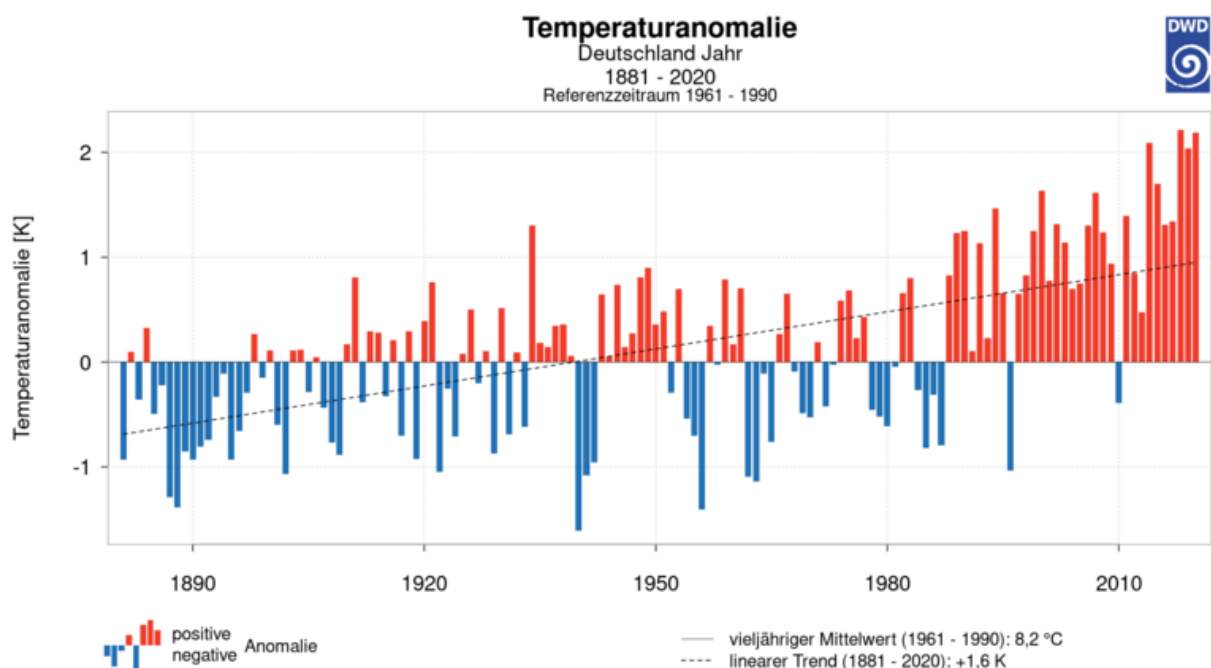 Temperaturanomalie
Deutschland Jahr
1881 - 2020
Referenzzeitraum 1961 - 1990
DWD
Temperaturanomalie [K]
2
1
0
-1
1890 1920 1950 1980 2010
positive
negative
Anomalie
vieljähriger Mittelwert (1961 - 1990): 8,2 °C
linearer Trend (1881 - 2020): +1.6 K